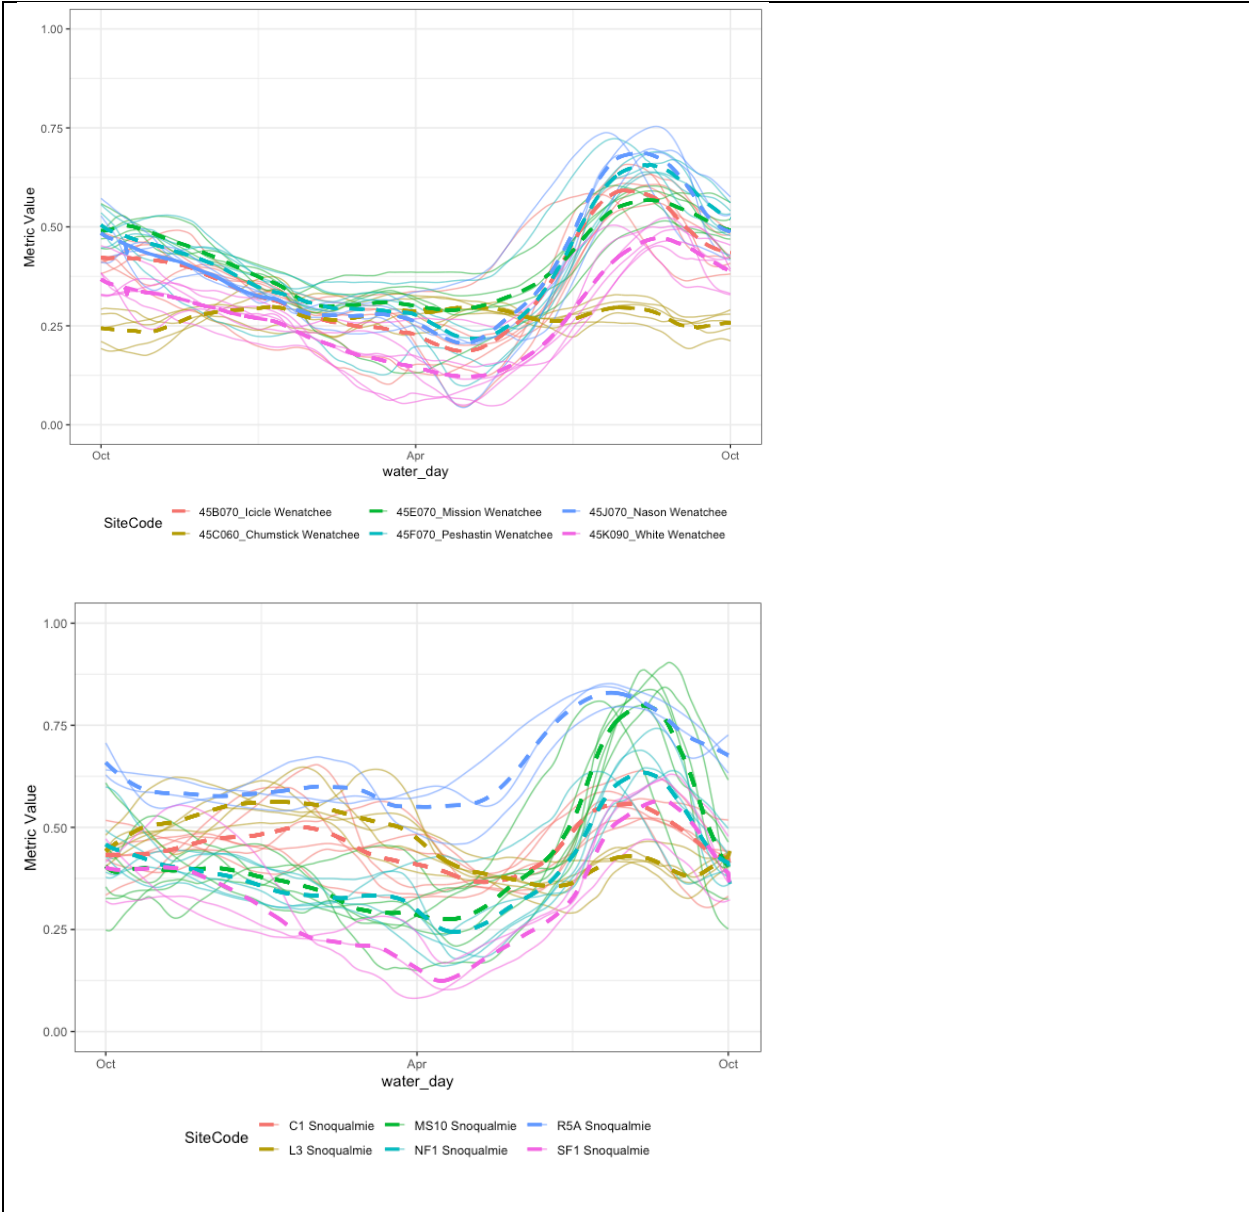 1.00
0.75
0.50
0.25
0.00
Metric Value
Oct Apr Oct
water_day
SiteCode
45B070_Icicle Wenatchee 45E070_Mission Wenatchee 45J070_Nason Wenatchee
45C060_Chumstick Wenatchee 45F070_Peshastin Wenatchee 45K090_White Wenatchee
1.00
0.75
0.50
0.25
0.00
Metric Value
Oct Apr Oct
water_day
SiteCode
C1 Snoqualmie MS10 Snoqualmie R5A Snoqualmie
L3 Snoqualmie NF1 Snoqualmie SF1 Snoqualmie